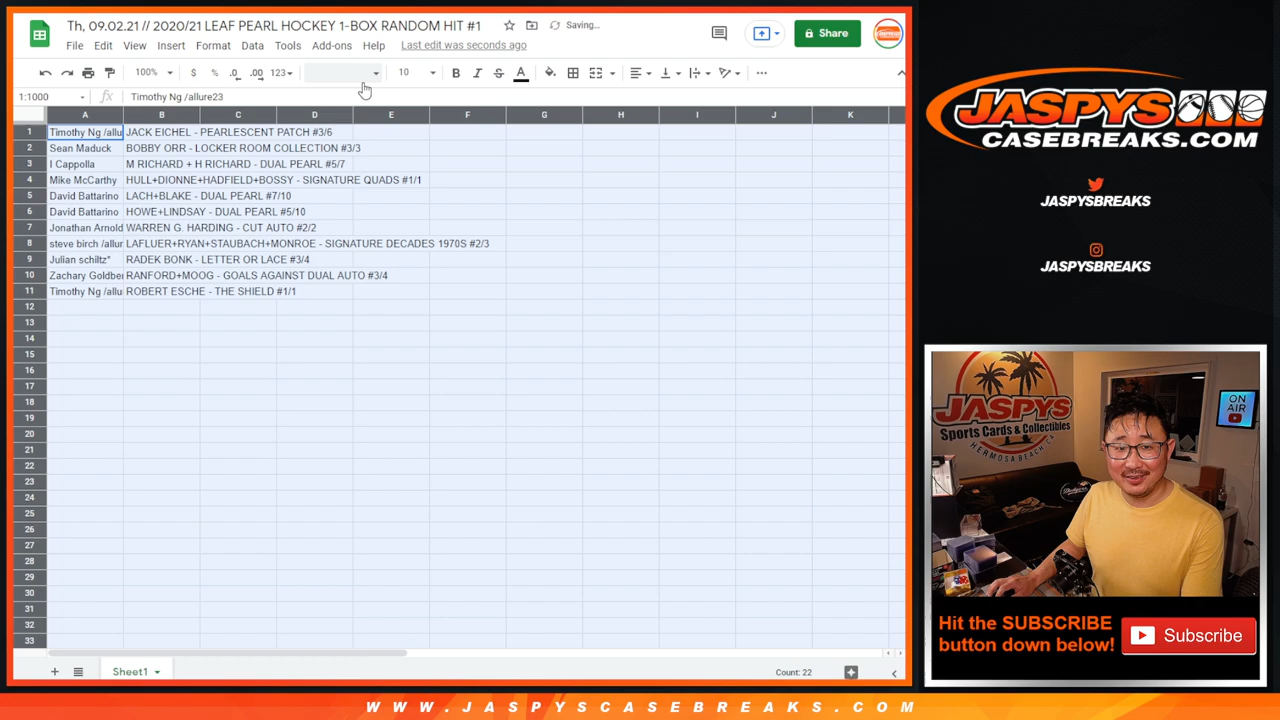 Th, 09.02.21 // 2020/21 LEAF PEARL HOCKEY 1-BOX RANDOM HIT #1
Saving...
Share
File Edit View Insert Format Data Tools Add-ons Help Last edit was seconds ago
100% $ % .0 .00 123 10 B I S A
1:1000 fx Timothy Ng /allure23
A B C D E F G H I J K
1 Timothy Ng /allu JACK EICHEL - PEARLESCENT PATCH #3/6
2 Sean Maduck BOBBY ORR - LOCKER ROOM COLLECTION #3/3
3 I Cappolla M RICHARD + H RICHARD - DUAL PEARL #5/7
4 Mike McCarthy HULL+DIONNE+HADFIELD+BOSSY - SIGNATURE QUADS #1/1
5 David Battarino LACH+BLAKE - DUAL PEARL #7/10
6 David Battarino HOWE+LINDSAY - DUAL PEARL #5/10
7 Jonathan Arnold WARREN G. HARDING - CUT AUTO #2/2
8 steve birch /allur LAFLUER+RYAN+STAUBACH+MONROE - SIGNATURE DECADES 1970S #2/3
9 Julian schiltz* RADEK BONK - LETTER OR LACE #3/4
10 Zachary Goldber RANFORD+MOOG - GOALS AGAINST DUAL AUTO #3/4
11 Timothy Ng /allu ROBERT ESCHE - THE SHIELD #1/1
12
13
14
15
16
17
18
19
20
21
22
23
24
25
26
27
28
29
30
31
32
33
Sheet1
Count: 22
JASPYS
CASEBREAKS.COM
JASPYSBREAKS
JASPYSBREAKS
JASPYS
Sports Cards & Collectibles
HERMOSA BEACH, CA
ON
AIR
Dodgers
Hit the SUBSCRIBE
button down below!
Subscribe
WWW.JASPYSCASEBREAKS.COM